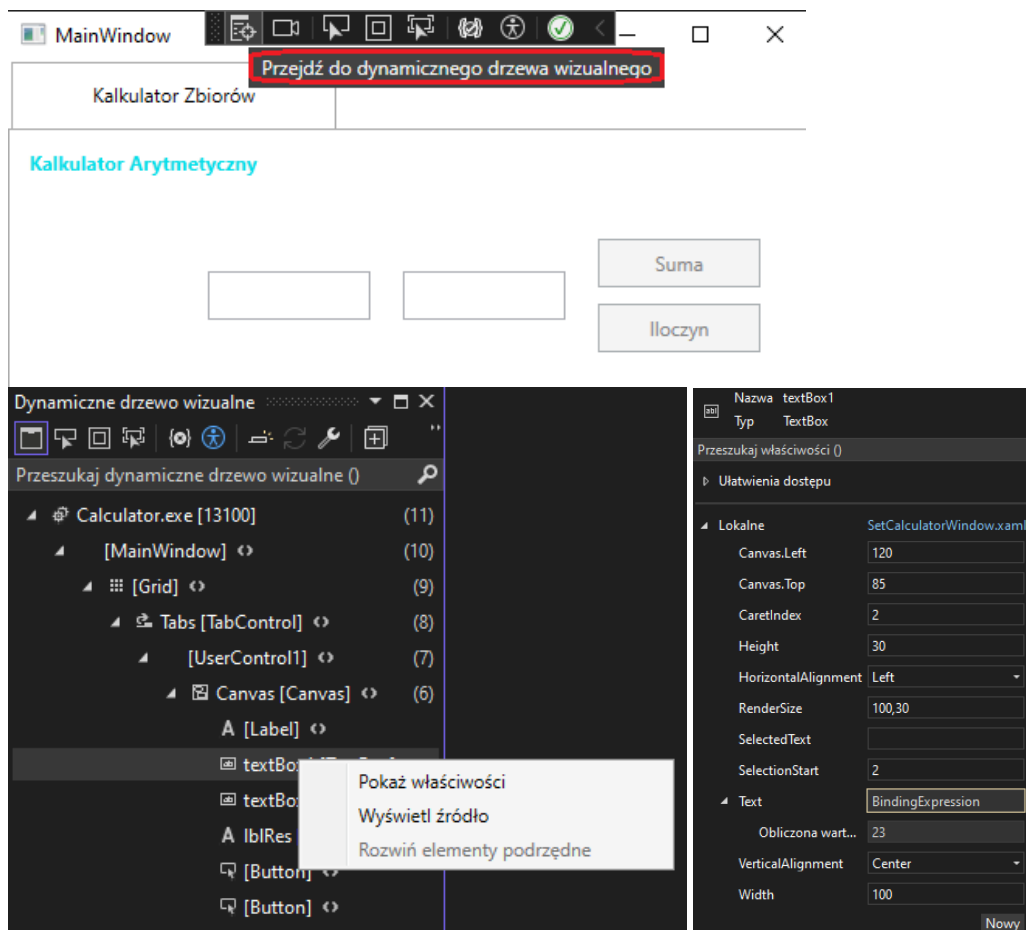 MainWindow
Przejdź do dynamicznego drzewa wizualnego
Kalkulator Zbiorów
Kalkulator Arytmetyczny
Suma
Iloczyn
Dynamiczne drzewo wizualne
Przeszukaj dynamiczne drzewo wizualne ()
Calculator.exe [13100] (11)
[MainWindow] (10)
[Grid] (9)
Tabs [TabControl] (8)
[UserControl1] (7)
Canvas [Canvas] (6)
A [Label]
textBo
textBo
A lblRes
[Button]
[Button]
Pokaż właściwości
Wyświetl źródło
Rozwiń elementy podrzędne
Nazwa textBox1
Typ TextBox
Przeszukaj właściwości ()
Ułatwienia dostępu
Lokalne SetCalculatorWindow.xaml
Canvas.Left 120
Canvas.Top 85
CaretIndex 2
Height 30
HorizontalAlignment Left
RenderSize 100,30
SelectedText
SelectionStart 2
Text BindingExpression
Obliczona wart... 23
VerticalAlignment Center
Width 100
Nowy